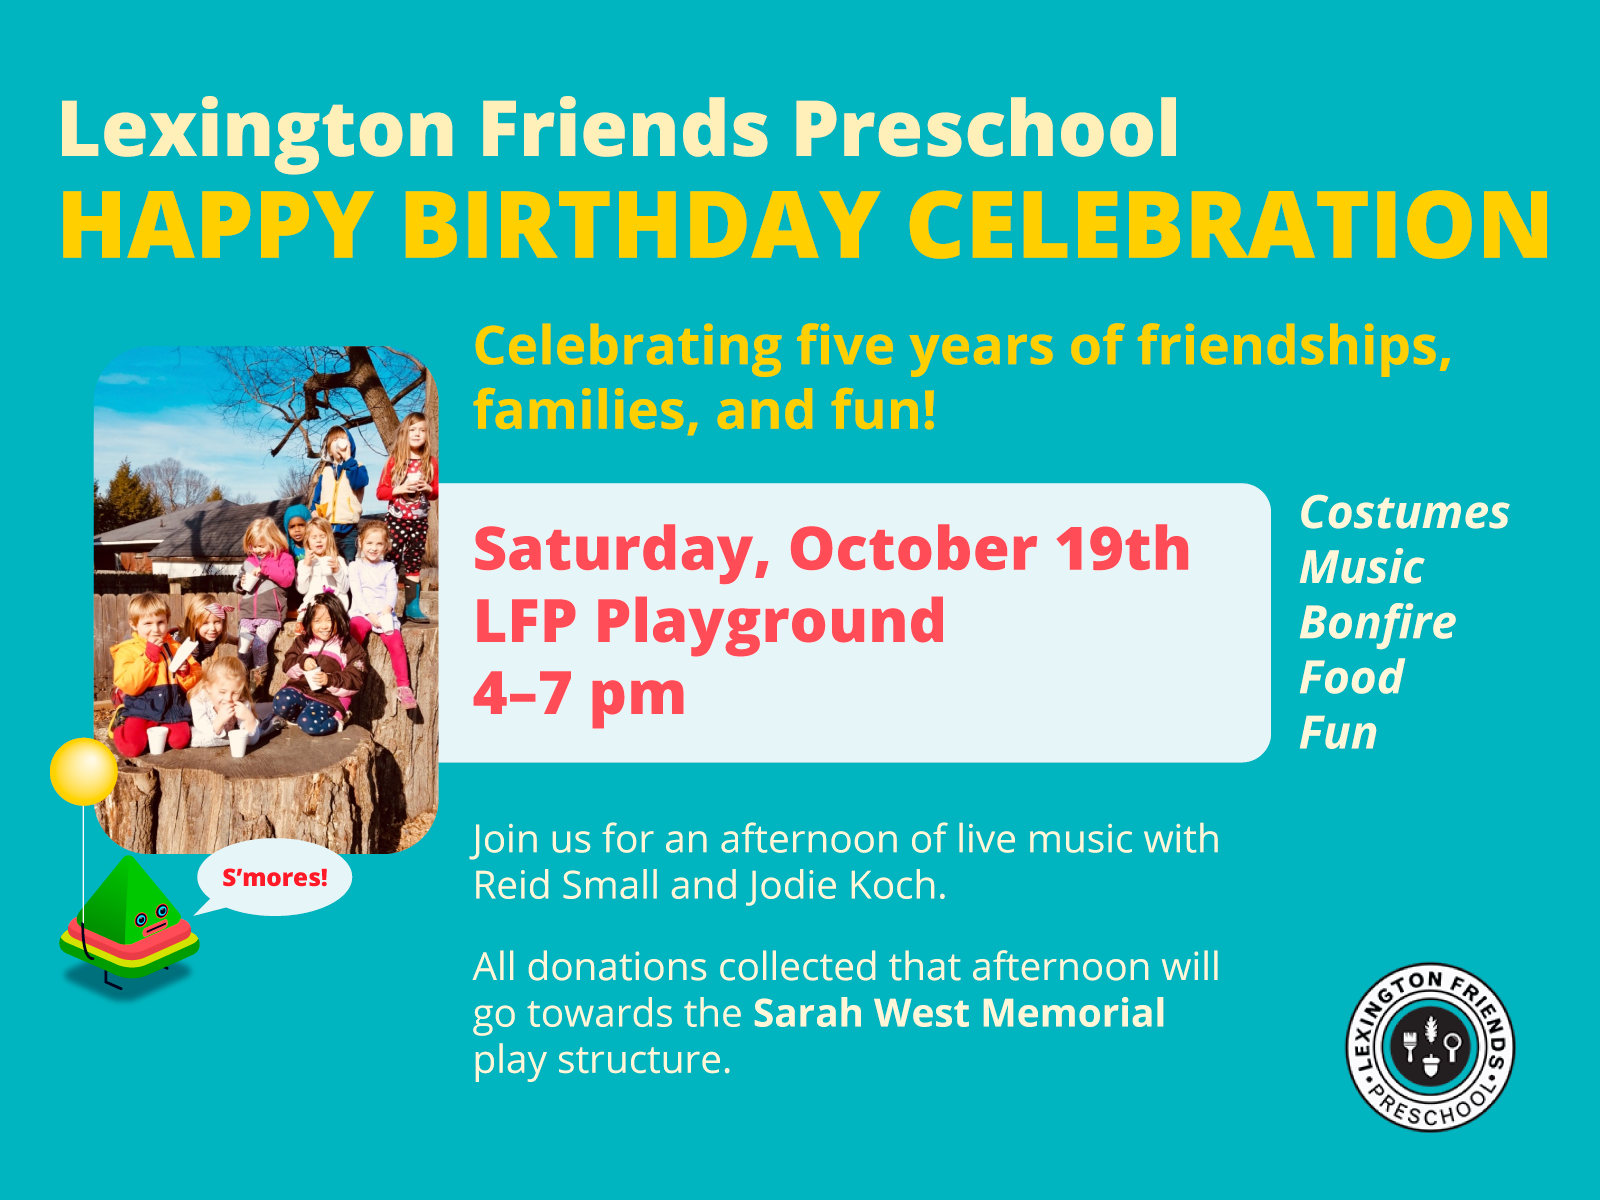 Lexington Friends Preschool
HAPPY BIRTHDAY CELEBRATION
Celebrating five years of friendships,
families, and fun!
Saturday, October 19th
LFP Playground
4–7 pm
Costumes
Music
Bonfire
Food
Fun
S’mores!
Join us for an afternoon of live music with
Reid Small and Jodie Koch.
All donations collected that afternoon will
go towards the Sarah West Memorial
play structure.
LEXINGTON FRIENDS
• PRESCHOOL •